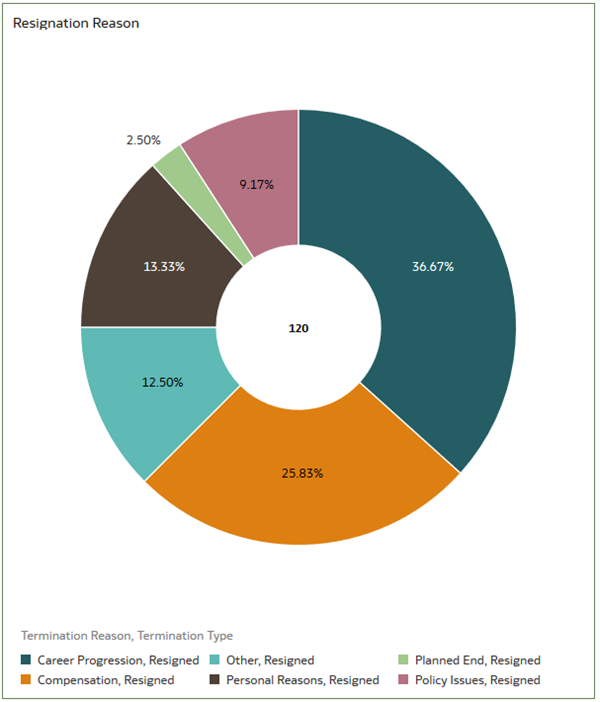 Resignation Reason
2.50%
9.17%
36.67%
13.33%
120
12.50%
25.83%
Termination Reason, Termination Type
Career Progression, Resigned Other, Resigned Planned End, Resigned
Compensation, Resigned Personal Reasons, Resigned Policy Issues, Resigned